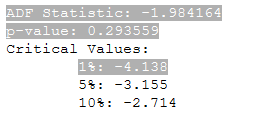 ADF Statistic: -1.984164
p-value: 0.293559
Critical Values:
1%: -4.138
5%: -3.155
10%: -2.714